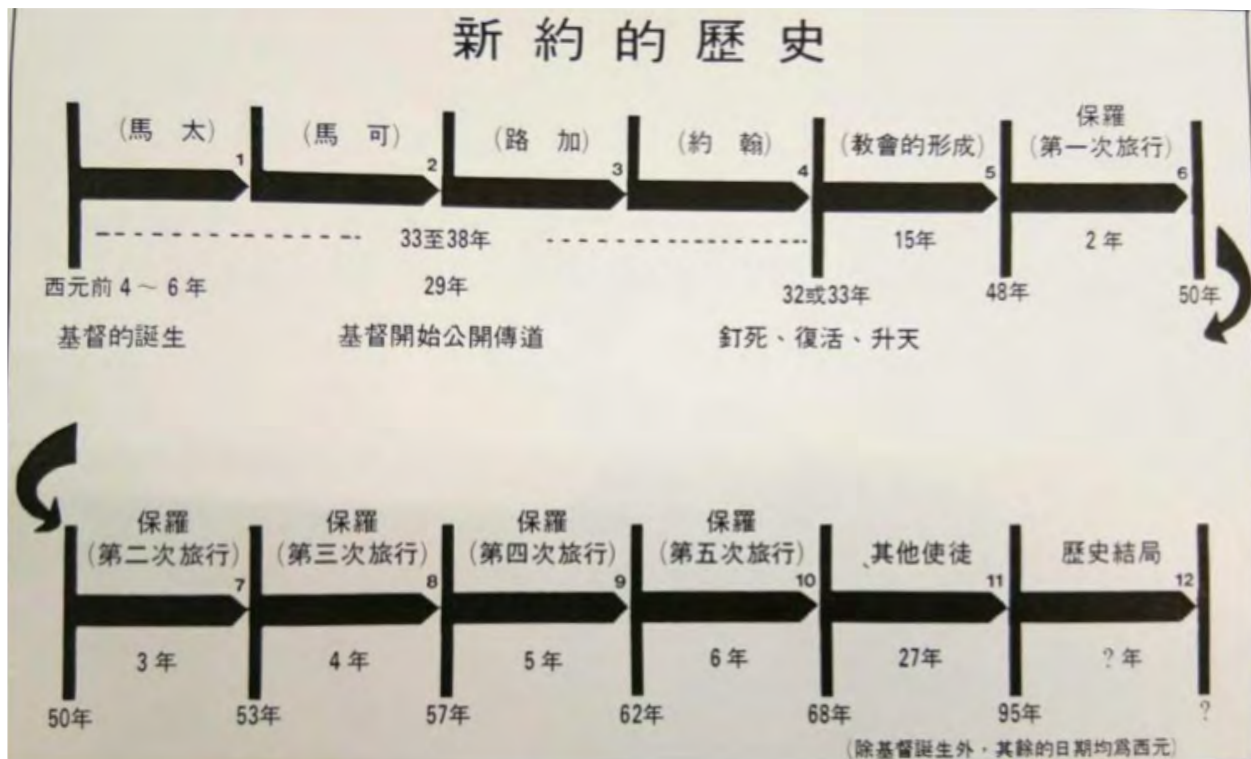 新約的歷史
(馬 太)
(馬 可)
(路 加)
(約 翰)
(教會的形成)
保羅
(第一次旅行)
1
2
3
4
5
6
33至38年
15年
2年
西元前4～6年
29年
32或33年
48年
50年
基督的誕生
基督開始公開傳道
釘死、復活、升天
保羅
(第二次旅行)
保羅
(第三次旅行)
保羅
(第四次旅行)
保羅
(第五次旅行)
、其他使徒
歷史結局
7
8
9
10
11
12
3年
4年
5年
6年
27年
?年
50年
53年
57年
62年
68年
95年
?
(除基督誕生外，其餘的日期均爲西元)